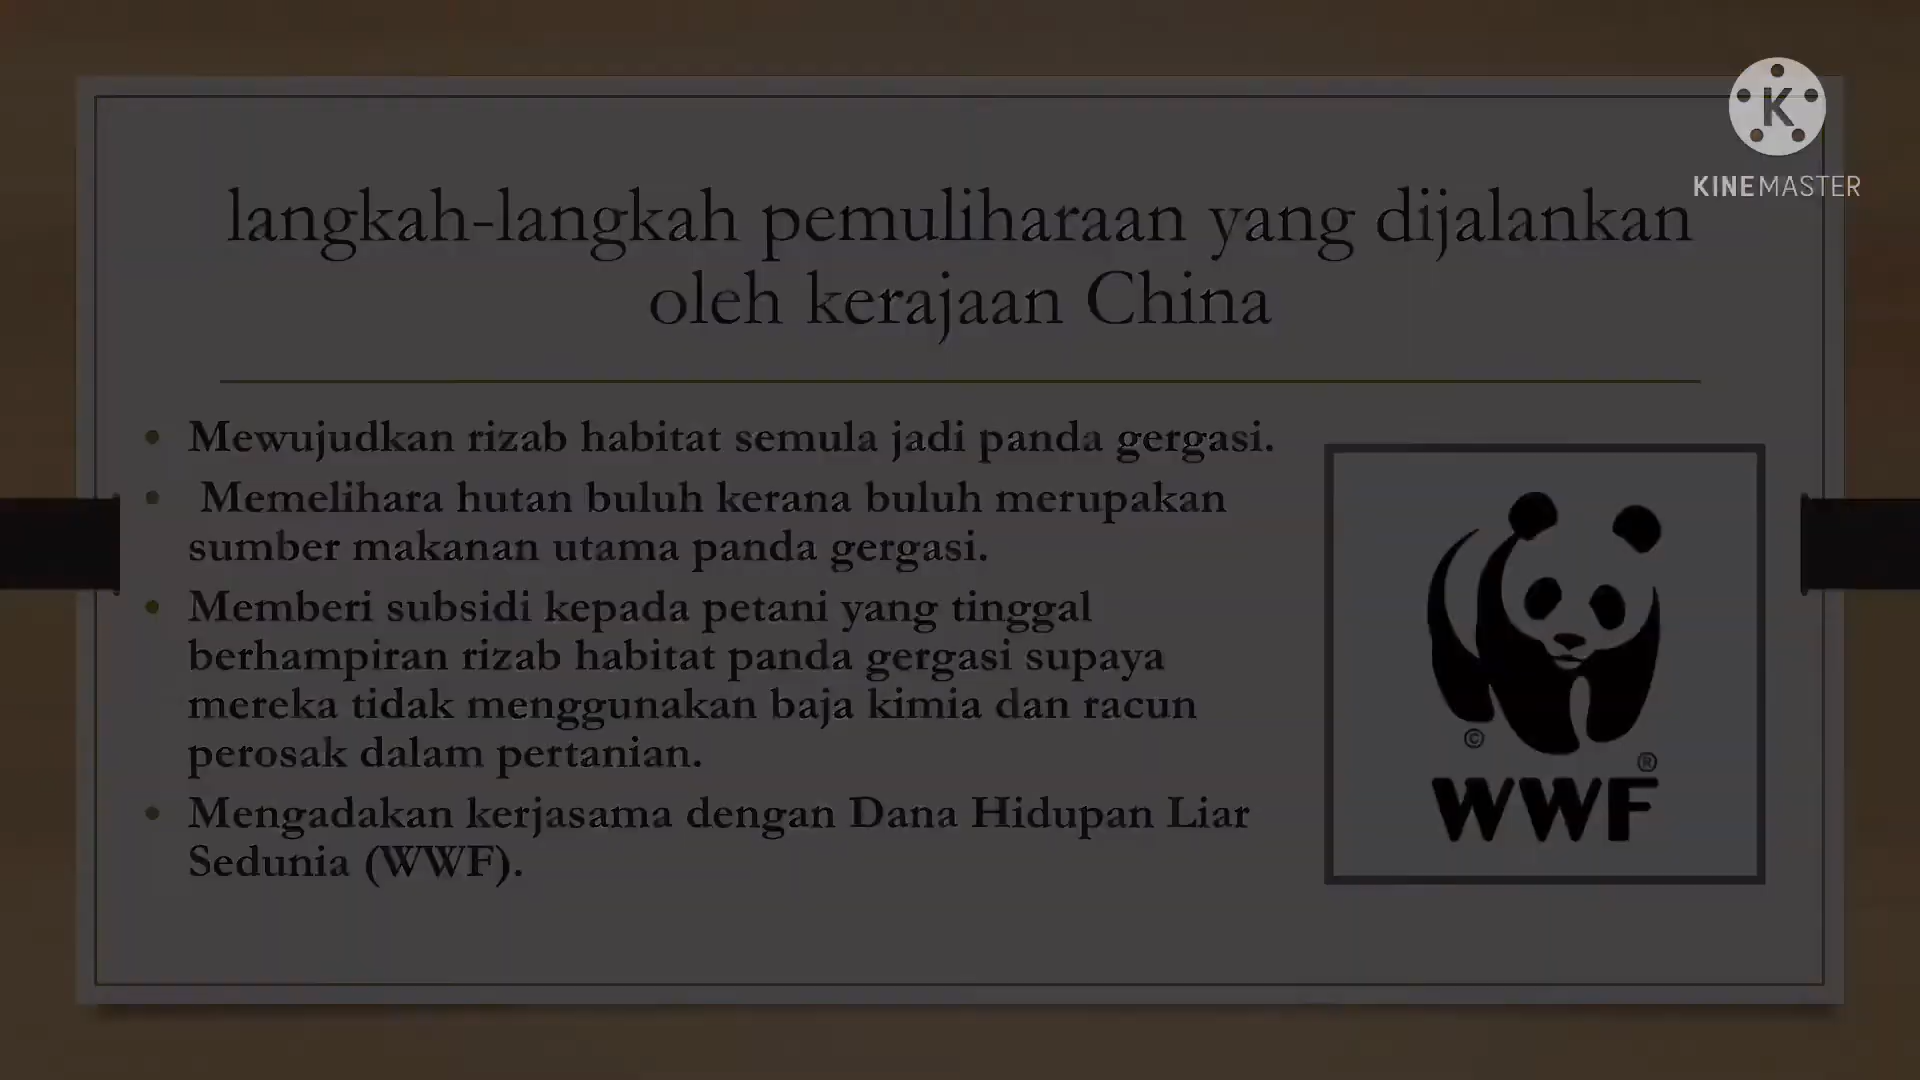 KINEMASTER
langkah-langkah pemuliharaan yang dijalankan
oleh kerajaan China
• Mewujudkan rizab habitat semula jadi panda gergasi.
• Memelihara hutan buluh kerana buluh merupakan
sumber makanan utama panda gergasi.
• Memberi subsidi kepada petani yang tinggal
berhampiran rizab habitat panda gergasi supaya
mereka tidak menggunakan baja kimia dan racun
perosak dalam pertanian.
• Mengadakan kerjasama dengan Dana Hidupan Liar
Sedunia (WWF).
©
®
WWF